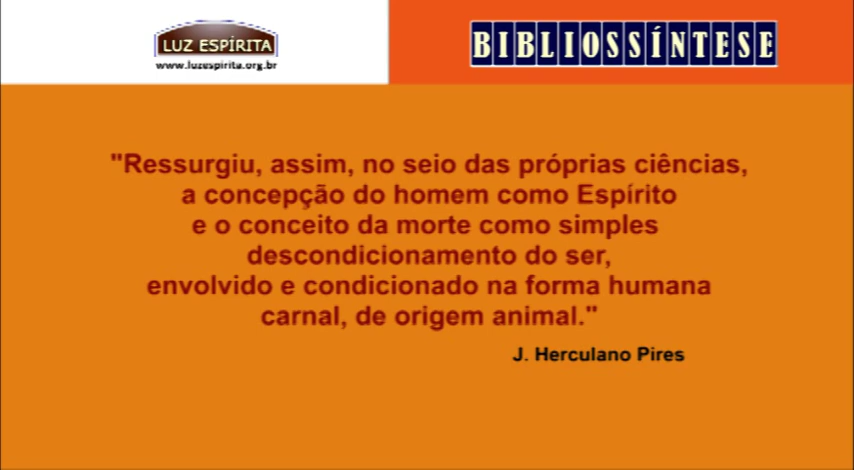 LUZ ESPÍRITA
www.luzespirita.org.br
BIBLIOSSÍNTESE
"Ressurgiu, assim, no seio das próprias ciências,
a concepção do homem como Espírito
e o conceito da morte como simples
descondicionamento do ser,
envolvido e condicionado na forma humana
carnal, de origem animal."
J. Herculano Pires